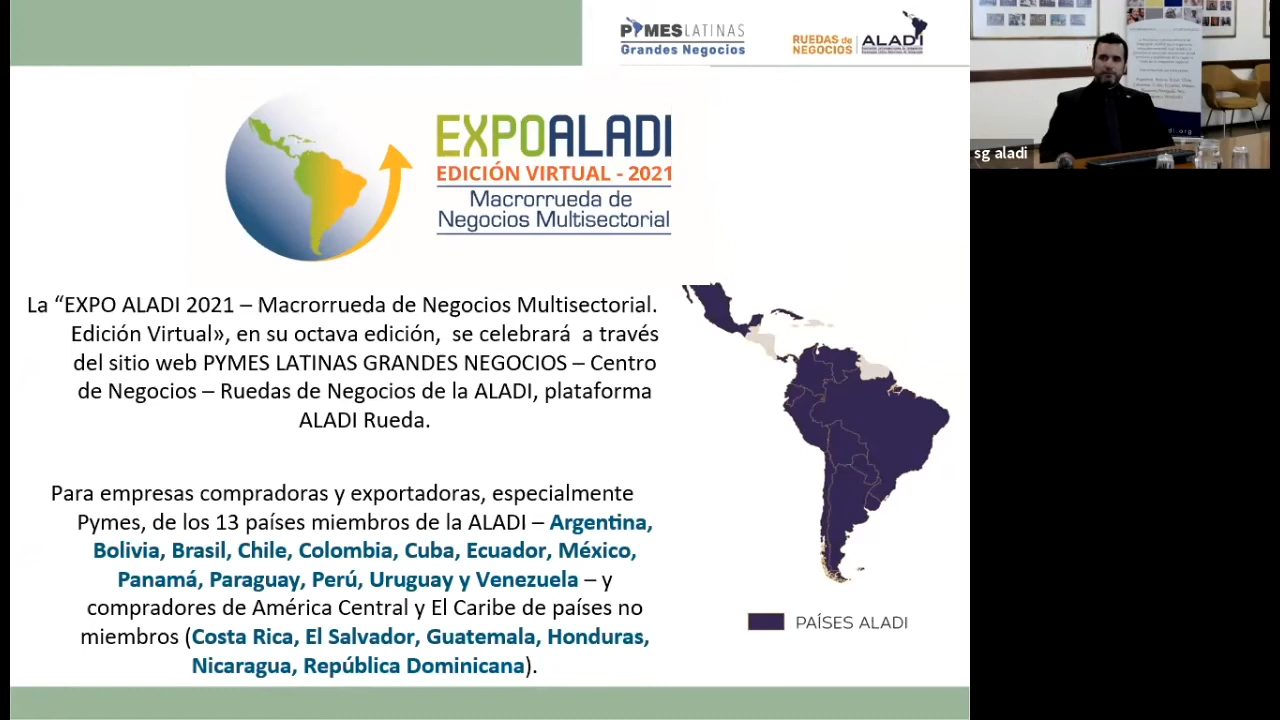 PYMESLATINAS
Grandes Negocios
RUEDAS de
NEGOCIOS
ALADI
sg aladi
EXPOALADI
EDICIÓN VIRTUAL - 2021
Macrorrueda de
Negocios Multisectorial
La “EXPO ALADI 2021 – Macrorrueda de Negocios Multisectorial.
Edición Virtual», en su octava edición, se celebrará a través
del sitio web PYMES LATINAS GRANDES NEGOCIOS – Centro
de Negocios – Ruedas de Negocios de la ALADI, plataforma
ALADI Rueda.
Para empresas compradoras y exportadoras, especialmente
Pymes, de los 13 países miembros de la ALADI – Argentina,
Bolivia, Brasil, Chile, Colombia, Cuba, Ecuador, México,
Panamá, Paraguay, Perú, Uruguay y Venezuela – y
compradores de América Central y El Caribe de países no
miembros (Costa Rica, El Salvador, Guatemala, Honduras,
Nicaragua, República Dominicana).
PAÍSES ALADI